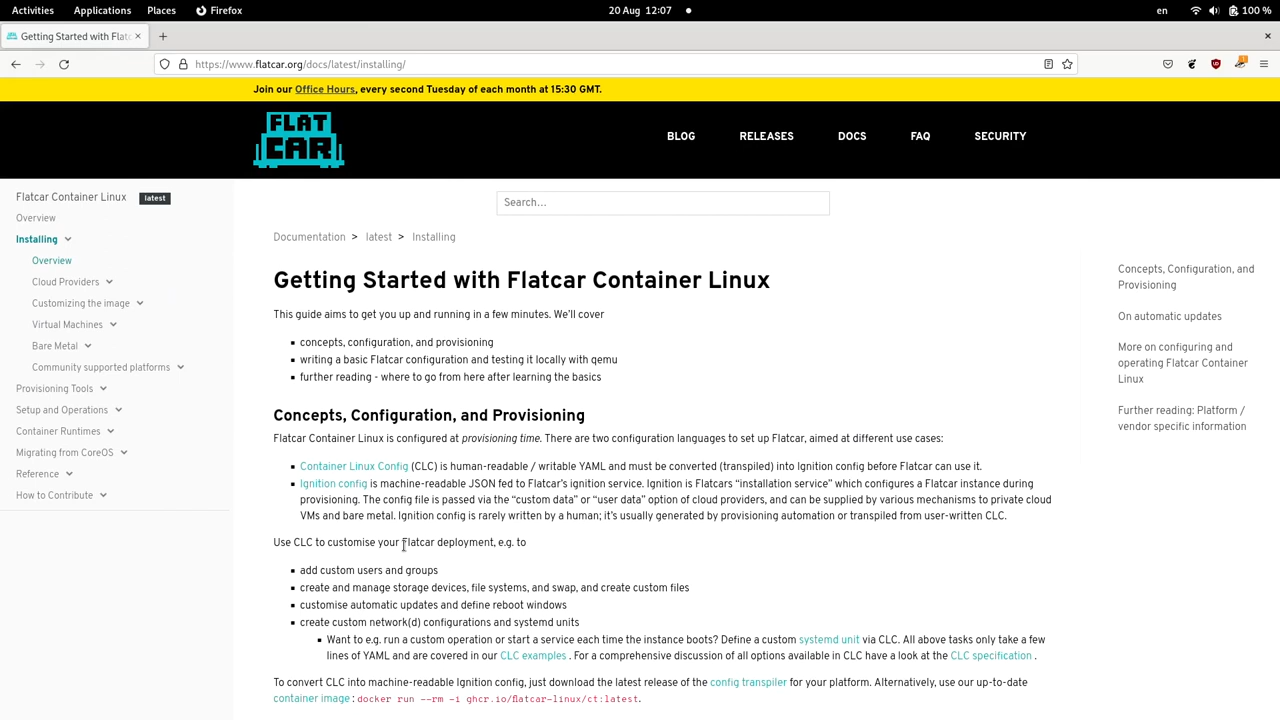 Activities Applications Places Firefox 20 Aug 12:07 en 100 %
Getting Started with Flatc
https://www.flatcar.org/docs/latest/installing/
Join our Office Hours, every second Tuesday of each month at 15:30 GMT.
FLAT
CAR
BLOG RELEASES DOCS FAQ SECURITY
Flatcar Container Linux latest
Overview
Installing
Overview
Cloud Providers
Customizing the image
Virtual Machines
Bare Metal
Community supported platforms
Provisioning Tools
Setup and Operations
Container Runtimes
Migrating from CoreOS
Reference
How to Contribute
Search...
Documentation > latest > Installing
Getting Started with Flatcar Container Linux
This guide aims to get you up and running in a few minutes. We’ll cover
▪ concepts, configuration, and provisioning
▪ writing a basic Flatcar configuration and testing it locally with qemu
▪ further reading - where to go from here after learning the basics
Concepts, Configuration, and Provisioning
Flatcar Container Linux is configured at provisioning time. There are two configuration languages to set up Flatcar, aimed at different use cases:
▪ Container Linux Config (CLC) is human-readable / writable YAML and must be converted (transpiled) into Ignition config before Flatcar can use it.
▪ Ignition config is machine-readable JSON fed to Flatcar’s ignition service. Ignition is Flatcars “installation service” which configures a Flatcar instance during
provisioning. The config file is passed via the “custom data” or “user data” option of cloud providers, and can be supplied by various mechanisms to private cloud
VMs and bare metal. Ignition config is rarely written by a human; it’s usually generated by provisioning automation or transpiled from user-written CLC.
Use CLC to customise your Flatcar deployment, e.g. to
▪ add custom users and groups
▪ create and manage storage devices, file systems, and swap, and create custom files
▪ customise automatic updates and define reboot windows
▪ create custom network(d) configurations and systemd units
▪ Want to e.g. run a custom operation or start a service each time the instance boots? Define a custom systemd unit via CLC. All above tasks only take a few
lines of YAML and are covered in our CLC examples . For a comprehensive discussion of all options available in CLC have a look at the CLC specification .
To convert CLC into machine-readable Ignition config, just download the latest release of the config transpiler for your platform. Alternatively, use our up-to-date
container image : docker run --rm -i ghcr.io/flatcar-linux/ct:latest.
Concepts, Configuration, and
Provisioning
On automatic updates
More on configuring and
operating Flatcar Container
Linux
Further reading: Platform /
vendor specific information